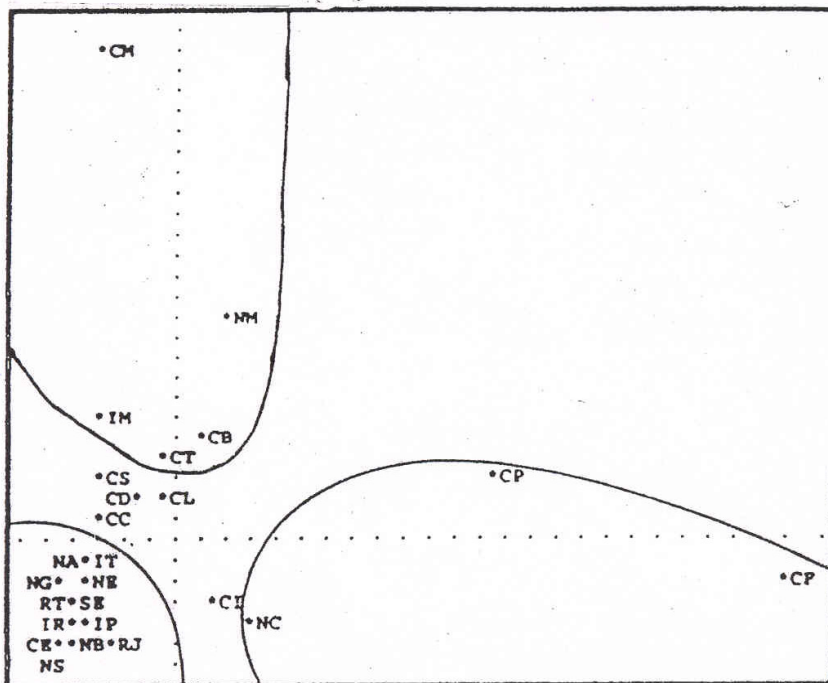 *CM
*NM
*IM
*CB
*CT
*CS
CD* *CL
*CC
*CP
NA*IT
NG* *NE
RT*SE
IR**IP
CE**NB*RJ
NS
*CI
*NC
*CP